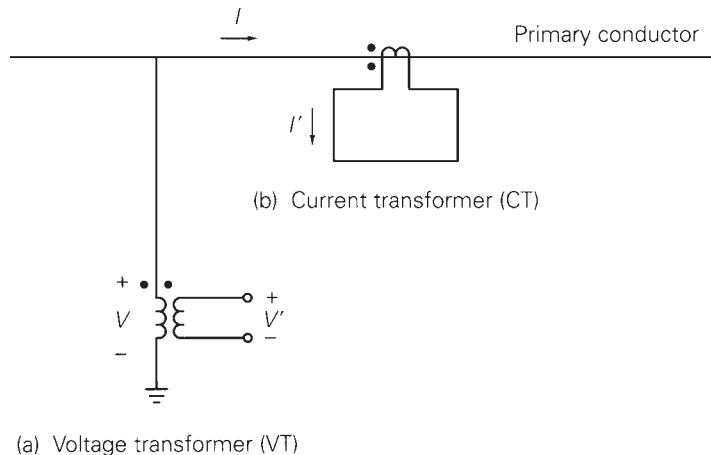 I
Primary conductor
I'
(b) Current transformer (CT)
+
V
–
+
V'
–
(a) Voltage transformer (VT)